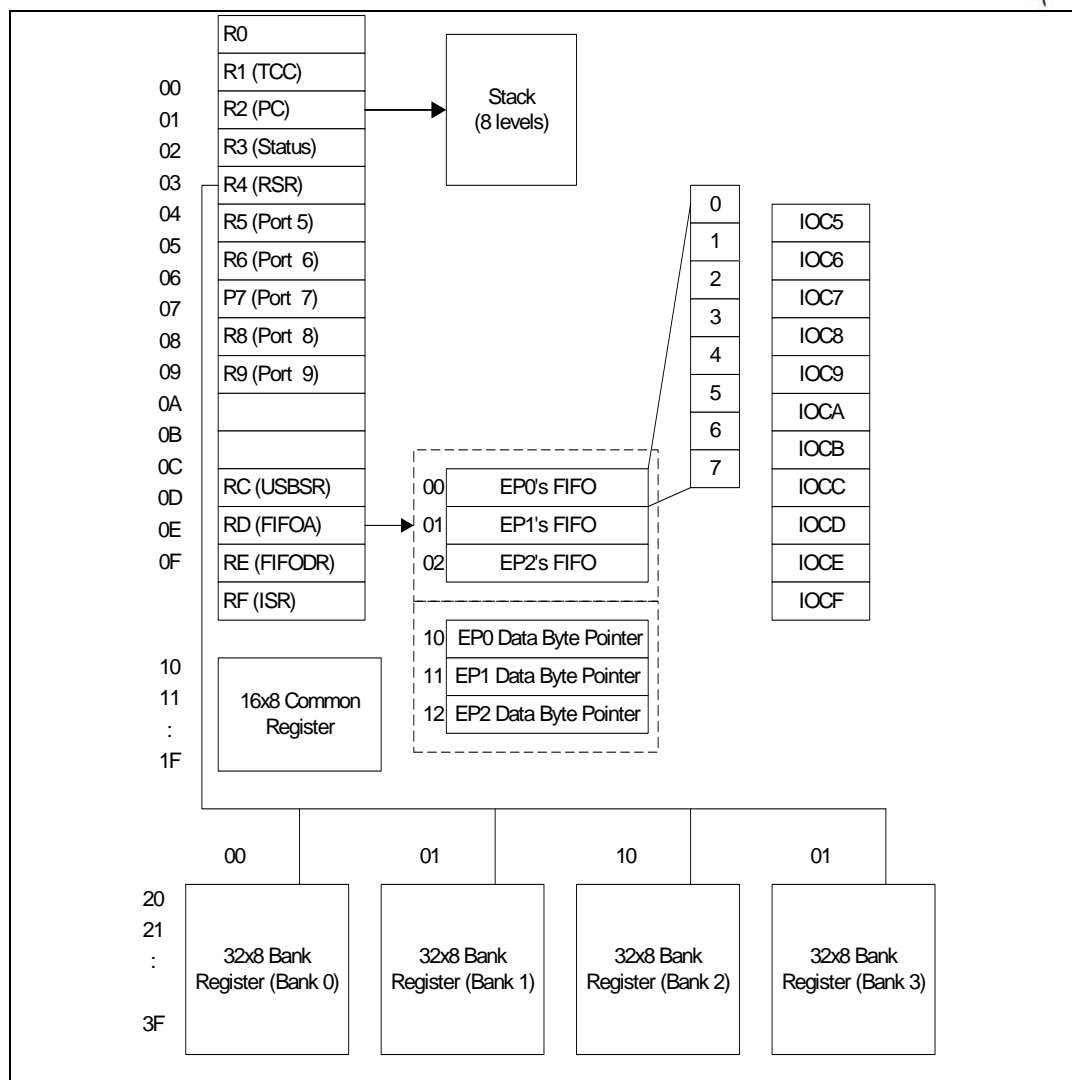 00
01
02
03
04
05
06
07
08
09
0A
0B
0C
0D
0E
0F
R0
R1 (TCC)
R2 (PC)
R3 (Status)
R4 (RSR)
R5 (Port 5)
R6 (Port 6)
P7 (Port 7)
R8 (Port 8)
R9 (Port 9)
RC (USBSR)
RD (FIFOA)
RE (FIFODR)
RF (ISR)
Stack
(8 levels)
0
1
2
3
4
5
6
7
IOC5
IOC6
IOC7
IOC8
IOC9
IOCA
IOCB
IOCC
IOCD
IOCE
IOCF
00 EP0's FIFO
01 EP1's FIFO
02 EP2's FIFO
10 EP0 Data Byte Pointer
11 EP1 Data Byte Pointer
12 EP2 Data Byte Pointer
10
11
:
1F
16x8 Common
Register
00
01
10
01
20
21
:
3F
32x8 Bank
Register (Bank 0)
32x8 Bank
Register (Bank 1)
32x8 Bank
Register (Bank 2)
32x8 Bank
Register (Bank 3)